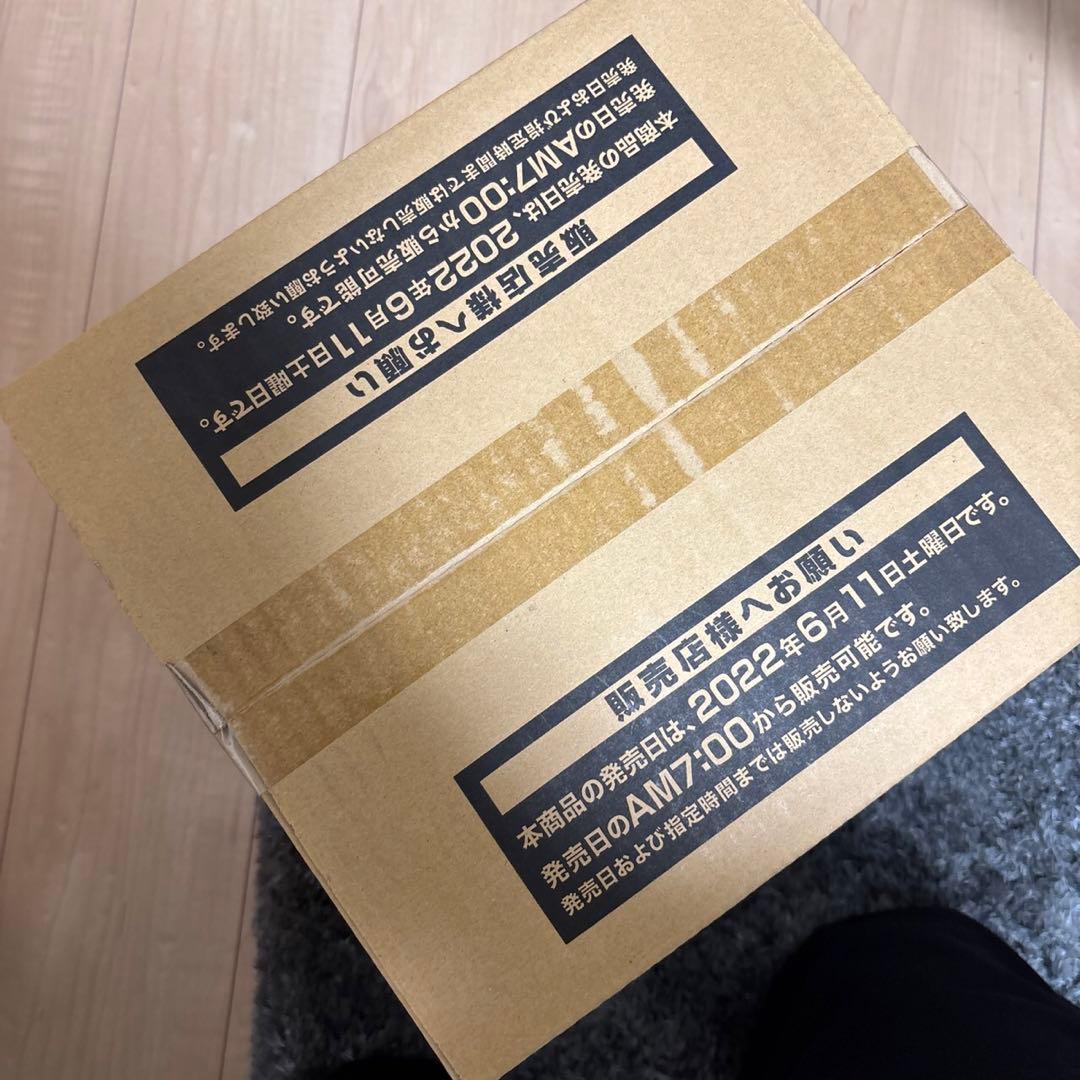 販売店様へお願い
本商品の発売日は、2022年6月11日土曜日です。
発売日のAM7:00から販売可能です。
発売日および指定時間までは販売しないようお願い致します。
販売店様へお願い
本商品の発売日は、2022年6月11日土曜日です。
発売日のAM7:00から販売可能です。
発売日および指定時間までは販売しないようお願い致します。